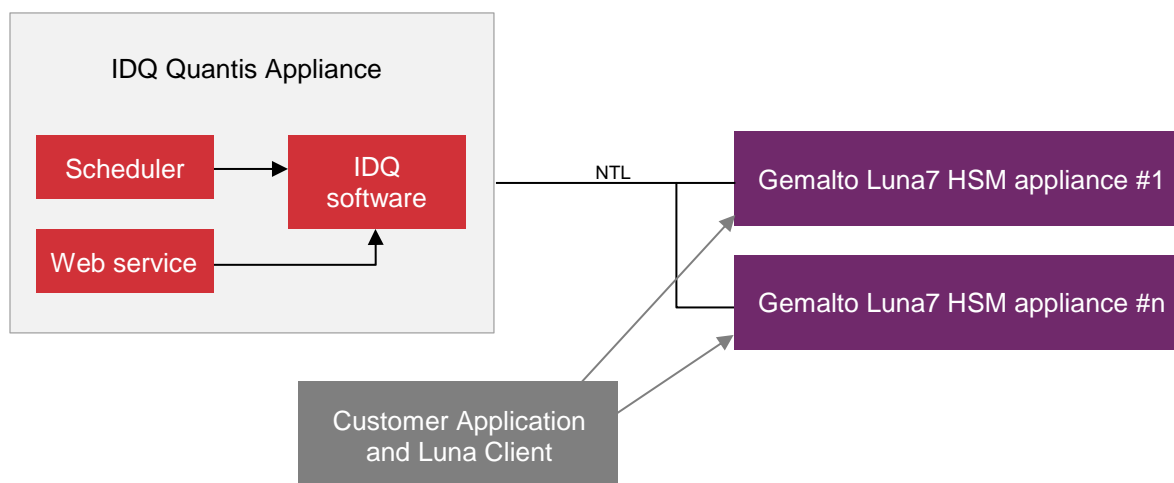 IDQ Quantis Appliance
Scheduler
IDQ
software
Web service
NTL
Gemalto Luna7 HSM appliance #1
Gemalto Luna7 HSM appliance #n
Customer Application
and Luna Client